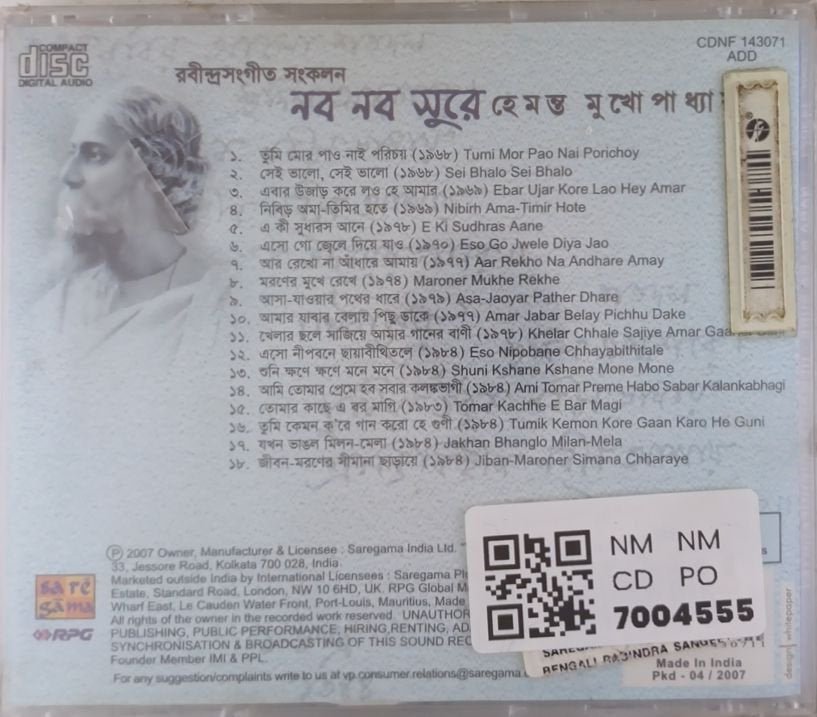 COMPACT
disc
DIGITAL AUDIO
CDNF 143071
ADD
রবীন্দ্রসংগীত সংকলন
নব নব সুরে হেমন্ত মুখোপাধ্যা
১. তুমি মোর পাও নাই পরিচয় (১৯৬৮) Tumi Mor Pao Nai Porichoy
২. সেই ভালো, সেই ভালো (১৯৬৮) Sei Bhalo Sei Bhalo
৩. এবার উজাড় করে লও হে আমার (১৯৬৯) Ebar Ujar Kore Lao Hey Amar
৪. নিবিড় অমা-তিমির হতে (১৯৬৯) Nibirh Ama-Timir Hote
৫. এ কী সুধারস আনে (১৯৭৮) E Ki Sudhras Aane
৬. এসো গো জ্বেলে দিয়ে যাও (১৯৭০) Eso Go Jwele Diya Jao
৭. আর রেখো না আঁধারে আমায় (১৯৭৭) Aar Rekho Na Andhare Amay
৮. মরণের মুখে রেখে (১৯৭৪) Maroner Mukhe Rekhe
৯. আসা-যাওয়ার পথের ধারে (১৯৭৯) Asa-Jaoyar Pather Dhare
১০. আমার যাবার বেলায় পিছু ডাকে (১৯৭৭) Amar Jabar Belay Pichhu Dake
১১. খেলার ছলে সাজিয়ে আমার গানের বাণী (১৯৭৮) Khelar Chhale Sajiye Amar
১২. এসো নীপবনে ছায়াবীথিতলে (১৯৮৪) Eso Nipobane Chhayabithitale
১৩. শুনি ক্ষণে ক্ষণে মনে মনে (১৯৮৪) Shuni Kshane Kshane Mone Mone
১৪. আমি তোমার প্রেমে হব সবার কলঙ্কভাগী (১৯৮৪) Ami Tomar Preme Habo Sabar Kalankabhagi
১৫. তোমার কাছে এ বর মাগি (১৯৮৩) Tomar Kachhe E Bar Magi
১৬. তুমি কেমন ক'রে গান করো হে গুণী (১৯৮৪) Tumik Kemon Kore Gaan Karo He Guni
১৭. যখন ভাঙল মিলন-মেলা (১৯৮৪) Jakhan Bhanglo Milan-Mela
১৮. জীবন-মরণের সীমানা ছাড়ায়ে (১৯৮৪) Jiban-Maroner Simana Chharaye
Ⓟ 2007 Owner, Manufacturer & Licensee : Saregama India Ltd.
33, Jessore Road, Kolkata 700 028, India
Marketed outside India by International Licensees : Saregama
Estate, Standard Road, London, NW 10 6HD, UK. RPG Global
Wharf East, Le Cauden Water Front, Port-Louis, Mauritius, Made
All rights of the owner in the recorded work reserved.
PUBLISHING, PUBLIC PERFORMANCE, HIRING,RENTING,
SYNCHRONISATION & BROADCASTING OF THIS SOUND
Founder Member IMI & PPL.
For any suggestion/complaints write to us at vp.consumer.relations@saregama.
sa re
ga ma
RPG
NM NM
CD PO
7004555
BENGALI RABINDRA
Made In India
Pkd - 04 / 2007
design | whitepaper